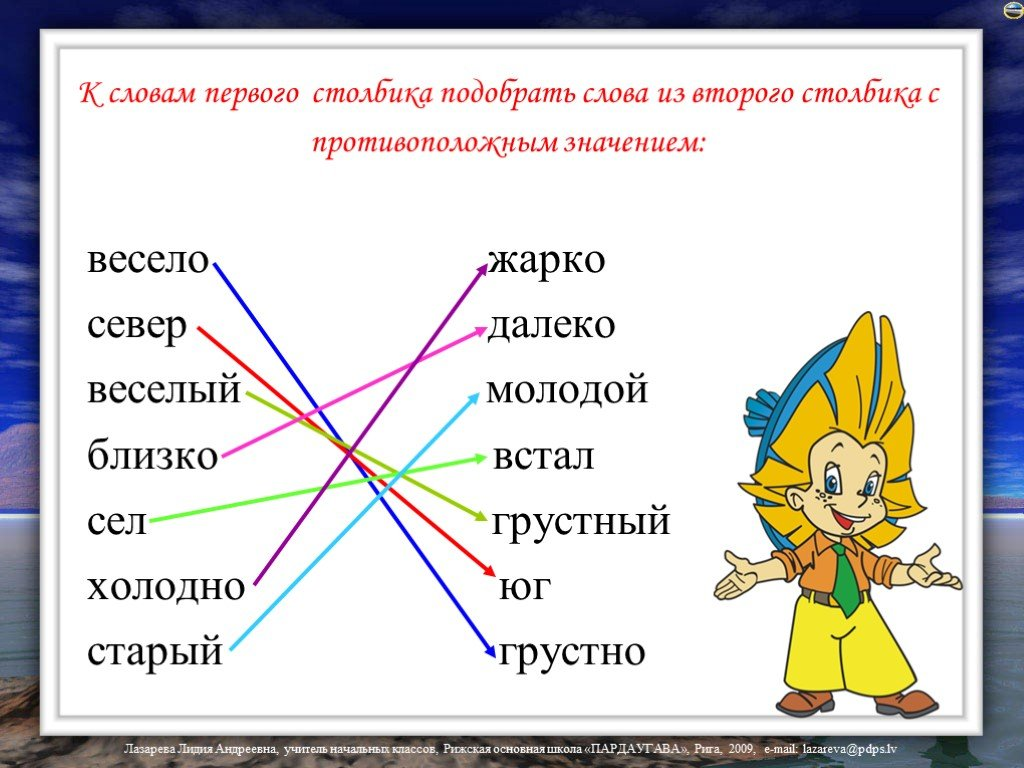 К словам первого столбика подобрать слова из второго столбика с
противоположным значением:
весело жарко
север далеко
веселый молодой
близко встал
сел грустный
холодно юг
старый грустно
Лазарева Лидия Андреевна, учитель начальных классов, Рижская основная школа «ПАРДАУГАВА», Рига, 2009, e-mail: lazareva@pdps.lv